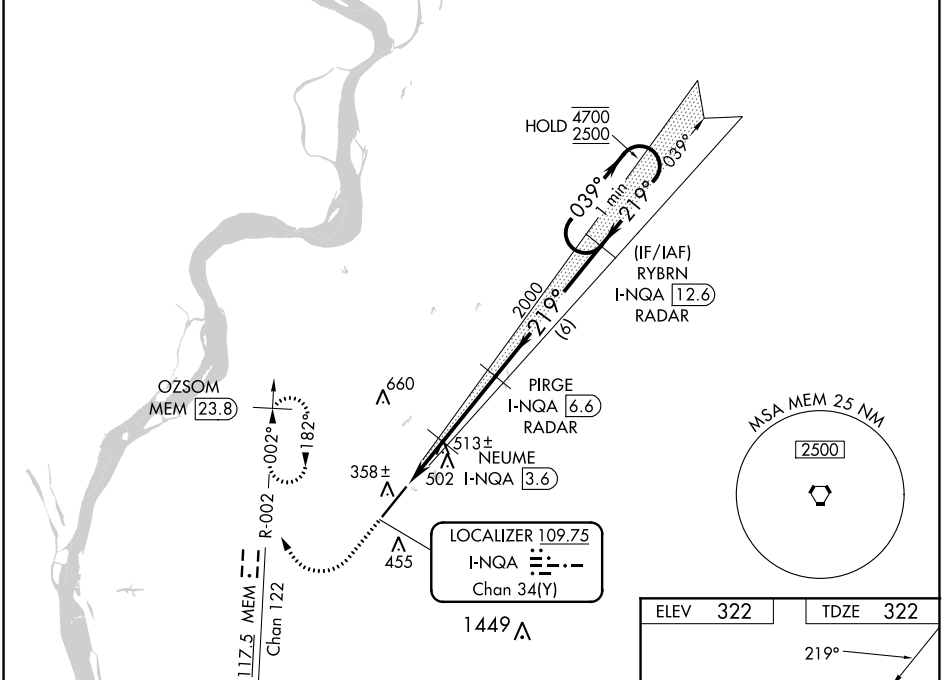 HOLD 4700
2500
039°
039°
1 min
219°
(IF/IAF)
RYBRN
I-NQA 12.6
RADAR
2000
219°
(6)
OZSOM
MEM 23.8
660
PIRGE
I-NQA 6.6
RADAR
MSA MEM 25 NM
2500
002°
182°
513±
NEUME
I-NQA 3.6
358±
502
R-002
455
LOCALIZER 109.75
I-NQA
Chan 34(Y)
1449
117.5 MEM
Chan 122
ELEV 322
TDZE 322
219°